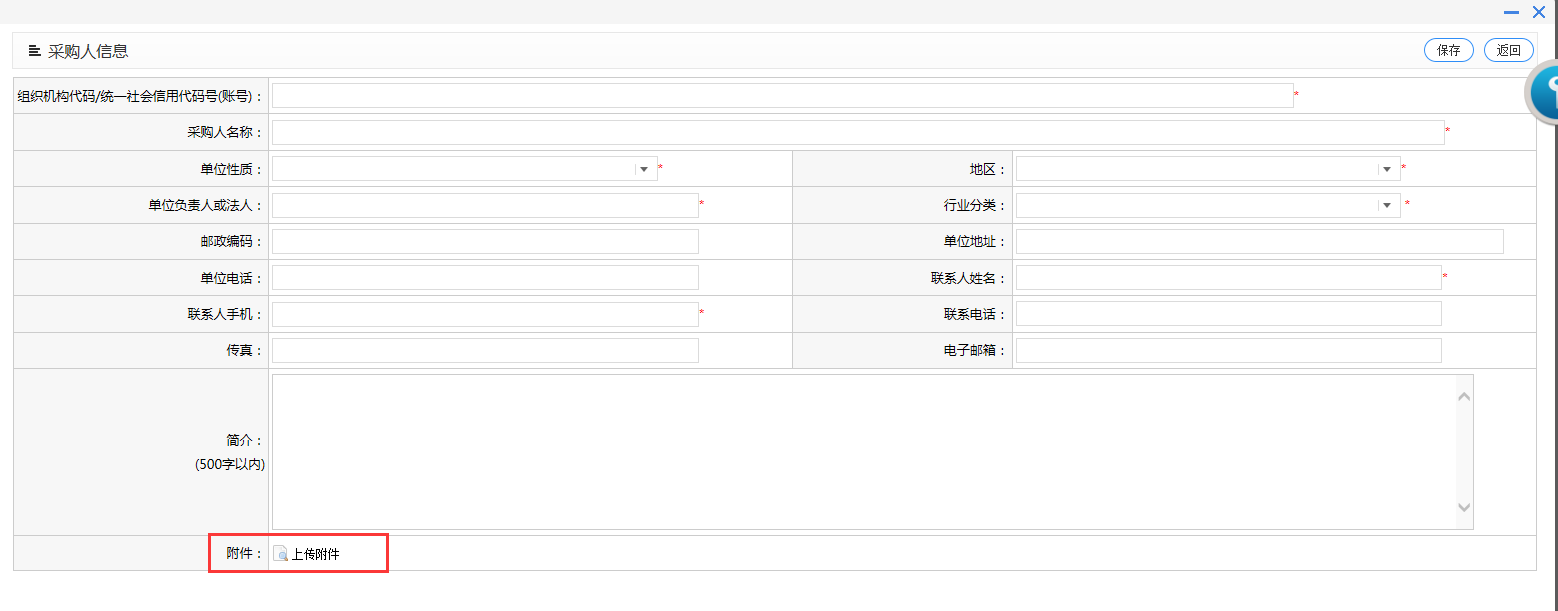 采购人信息
保存
返回
组织机构代码/统一社会信用代码号(账号)：
*
采购人名称：
*
单位性质：
*
地区：
*
单位负责人或法人：
*
行业分类：
*
邮政编码：
单位地址：
单位电话：
联系人姓名：
*
联系人手机：
*
联系电话：
传真：
电子邮箱：
简介：
(500字以内)
附件：
上传附件